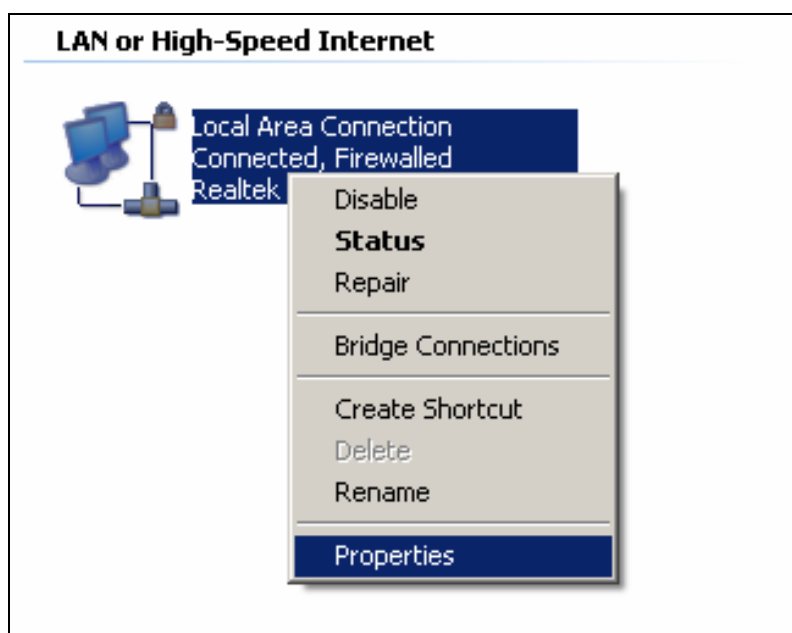 LAN or High-Speed Internet
Local Area Connection
Connected, Firewalled
Realtek
Disable
Status
Repair
Bridge Connections
Create Shortcut
Delete
Rename
Properties